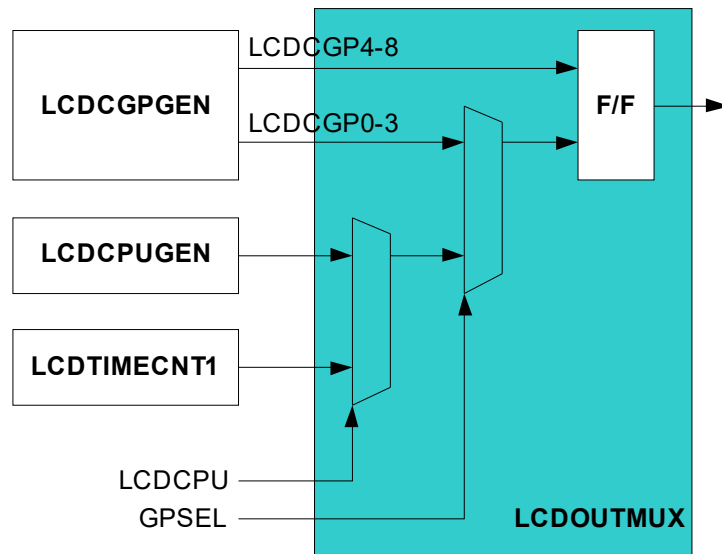 LCDCGP4-8
LCDCGPGEN
F/F
LCDCGP0-3
LCDCPUGEN
LCDTIMECNT1
LCDCPU
GPSEL
LCDOUTMUX